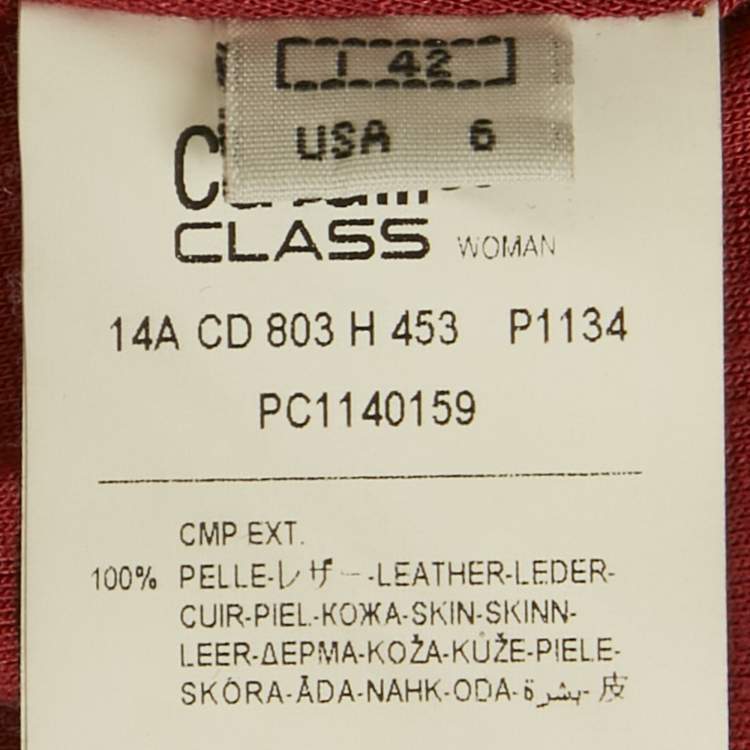 I 42
USA 6
CLASS WOMAN
14A CD 803 H 453 P1134
PC1140159
CMP EXT.
100% PELLE-レザー-LEATHER-LEDER-
CUIR-PIEL-КОЖА-SKIN-SKINN-
LEER-ΔΕΡΜΑ-KOŽA-KŮŽE-PIELE-
SKÓRA-ĀDA-NAHK-ODA-بشرة-皮